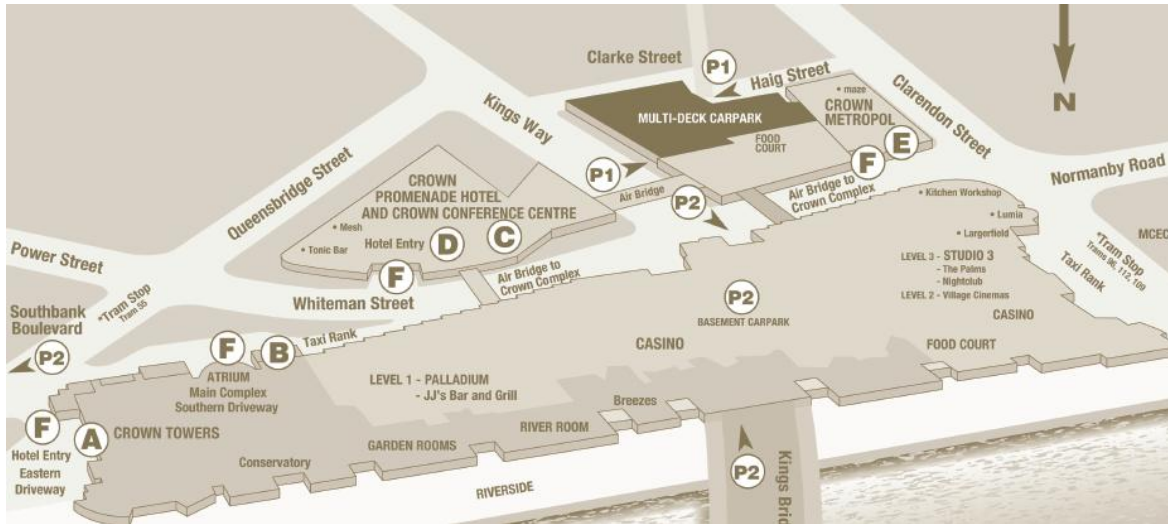 Clarke Street
P1
Haig Street
Clarendon Street
N
Kings Way
MULTI-DECK CARPARK
• maze
CROWN
METROPOL
FOOD
COURT
E
F
P1
Air Bridge
P2
Air Bridge to
Crown Complex
Normanby Road
Queensbridge Street
CROWN
PROMENADE HOTEL
AND CROWN CONFERENCE CENTRE
• Mesh
• Tonic Bar
Hotel Entry
D
C
F
Air Bridge to
Crown Complex
• Kitchen Workshop
• Lumia
• Largerfield
MCEC
*Tram Stop
Trams 96, 112, 109
Taxi Rank
LEVEL 3 - STUDIO 3
- The Palms
- Nightclub
LEVEL 2 - Village Cinemas
Power Street
*Tram Stop
Tram 55
Whiteman Street
Southbank
Boulevard
P2
Taxi Rank
F
B
P2
BASEMENT CARPARK
CASINO
CASINO
FOOD COURT
ATRIUM
Main Complex
Southern Driveway
LEVEL 1 - PALLADIUM
- JJ's Bar and Grill
Breezes
F
A
CROWN TOWERS
RIVER ROOM
GARDEN ROOMS
Hotel Entry
Eastern
Driveway
Conservatory
RIVERSIDE
P2
Kings Brid